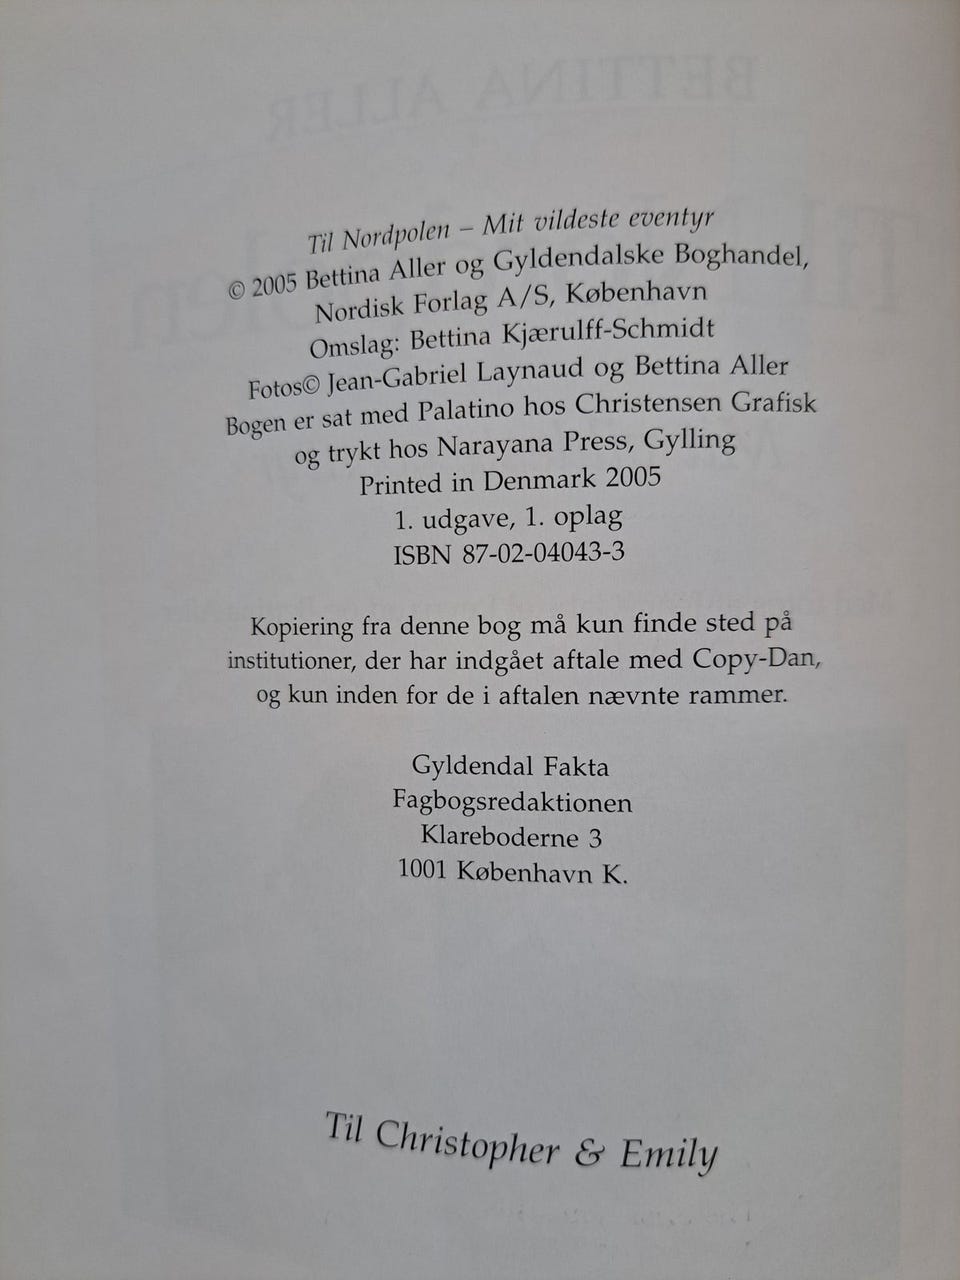 BETTINA ALLER
Til Nordpolen – Mit vildeste eventyr
© 2005 Bettina Aller og Gyldendalske Boghandel,
Nordisk Forlag A/S, København
Omslag: Bettina Kjærulff-Schmidt
Fotos© Jean-Gabriel Laynaud og Bettina Aller
Bogen er sat med Palatino hos Christensen Grafisk
og trykt hos Narayana Press, Gylling
Printed in Denmark 2005
1. udgave, 1. oplag
ISBN 87-02-04043-3
Kopiering fra denne bog må kun finde sted på
institutioner, der har indgået aftale med Copy-Dan,
og kun inden for de i aftalen nævnte rammer.
Gyldendal Fakta
Fagbogsredaktionen
Klareboderne 3
1001 København K.
Til Christopher & Emily